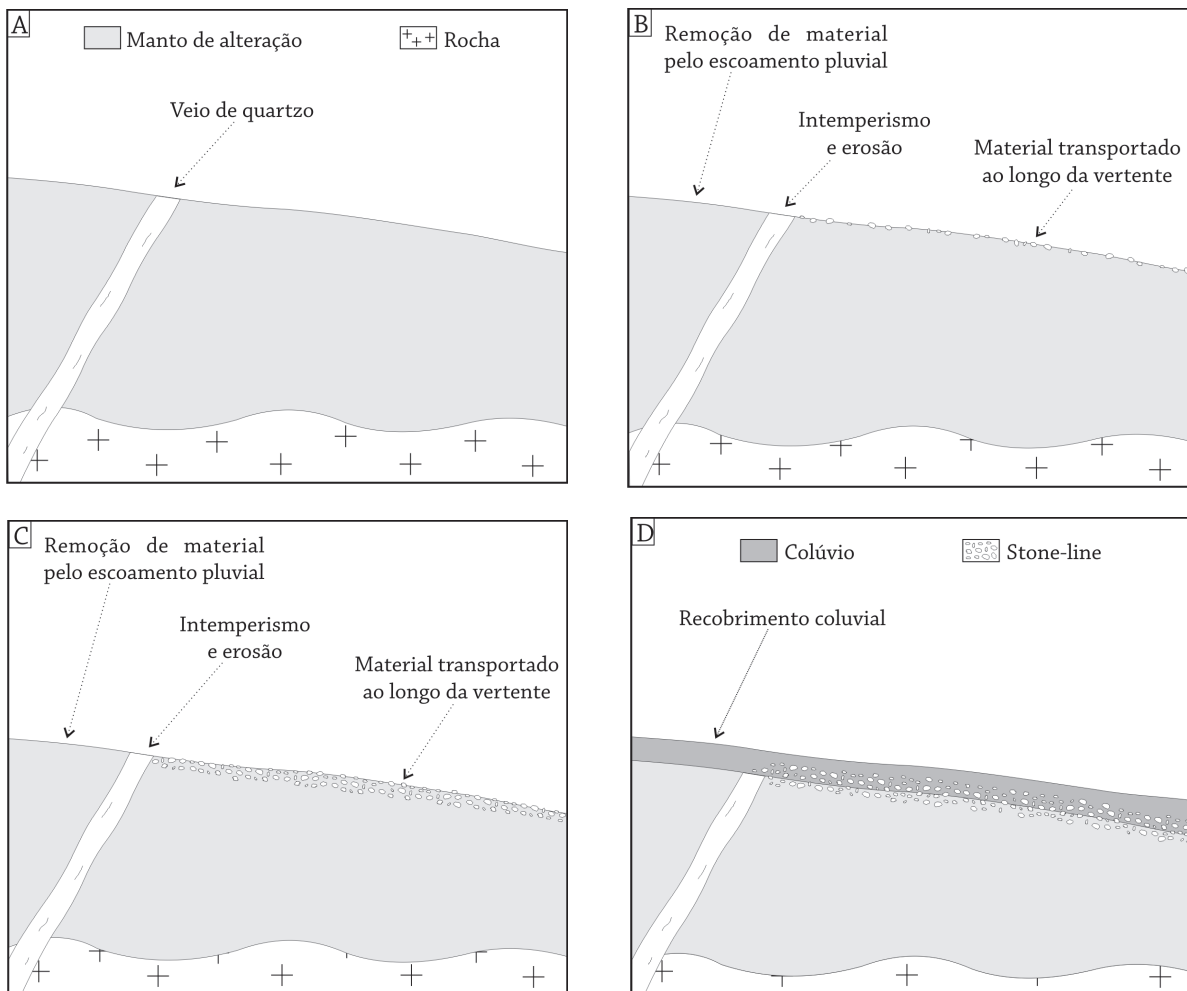 A
Manto de alteração
Rocha
Veio de quartzo
B
Remoção de material
pelo escoamento pluvial
Intemperismo
e erosão
Material transportado
ao longo da vertente
C
Remoção de material
pelo escoamento pluvial
Intemperismo
e erosão
Material transportado
ao longo da vertente
D
Colúvio
Stone-line
Recobrimento coluvial